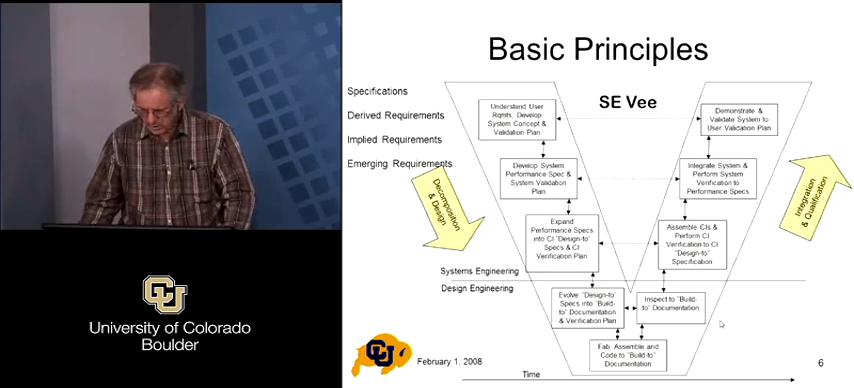 Basic Principles
Specifications
Derived Requirements
Implied Requirements
Emerging Requirements
SE Vee
Understand User
Rqmts, Develop
System Concept &
Validation Plan
Demonstrate &
Validate System to
User Validation Plan
Develop System
Performance Spec &
System Validation
Plan
Integrate System &
Perform System
Verification to
Performance Specs
Decomposition
& Design
Integration
& Qualification
Expand
Performance Specs
into CI "Design-to"
Specs & CI
Verification Plan
Assemble CIs &
Perform CI
Verification to CI
"Design-to"
Specification
Systems Engineering
Design Engineering
Evolve "Design-to"
Specs into "Build-
to" Documentation
& Verification Plan
Inspect to "Build-
to" Documentation
Fab, Assemble and
Code to "Build-to"
Documentation
Time
CU
University of Colorado
Boulder
CU
February 1, 2008
6